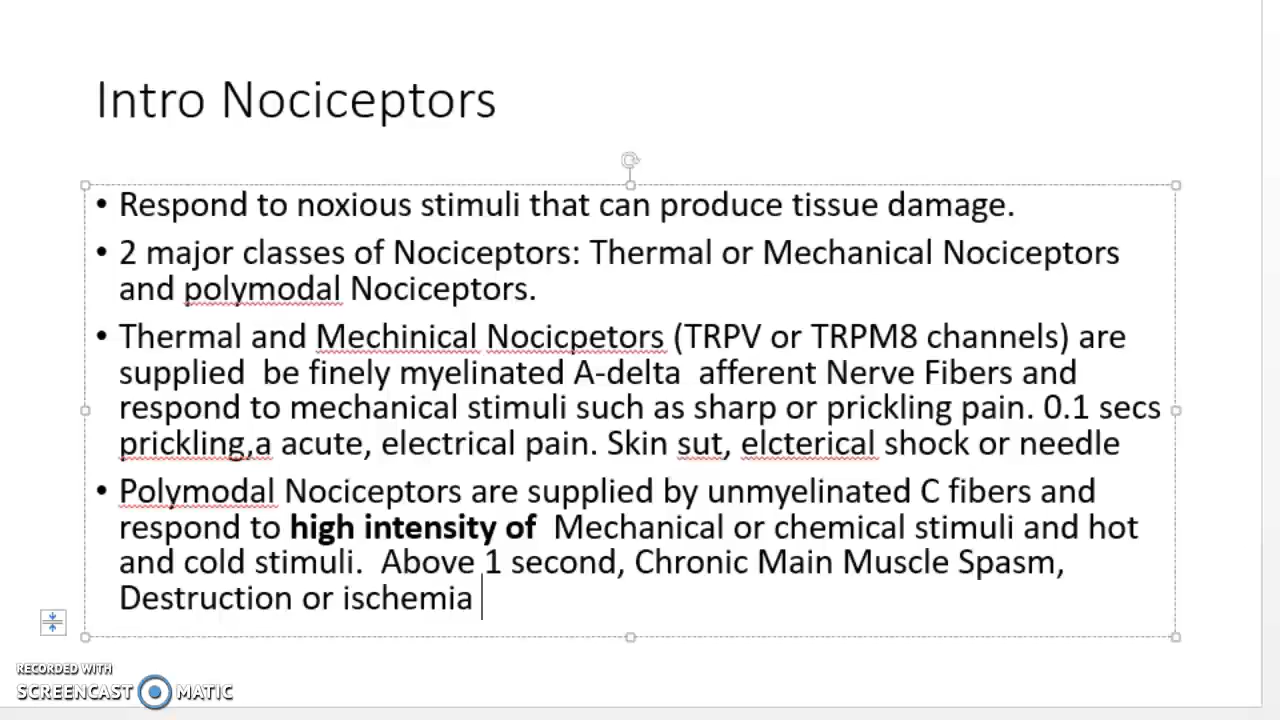 Intro Nociceptors
• Respond to noxious stimuli that can produce tissue damage.
• 2 major classes of Nociceptors: Thermal or Mechanical Nociceptors
and polymodal Nociceptors.
• Thermal and Mechinical Nocicpetors (TRPV or TRPM8 channels) are
supplied  be finely myelinated A-delta  afferent Nerve Fibers and
respond to mechanical stimuli such as sharp or prickling pain. 0.1 secs
prickling,a acute, electrical pain. Skin sut, elcterical shock or needle
• Polymodal Nociceptors are supplied by unmyelinated C fibers and
respond to high intensity of  Mechanical or chemical stimuli and hot
and cold stimuli.  Above 1 second, Chronic Main Muscle Spasm,
Destruction or ischemia
RECORDED WITH
SCREENCAST MATIC